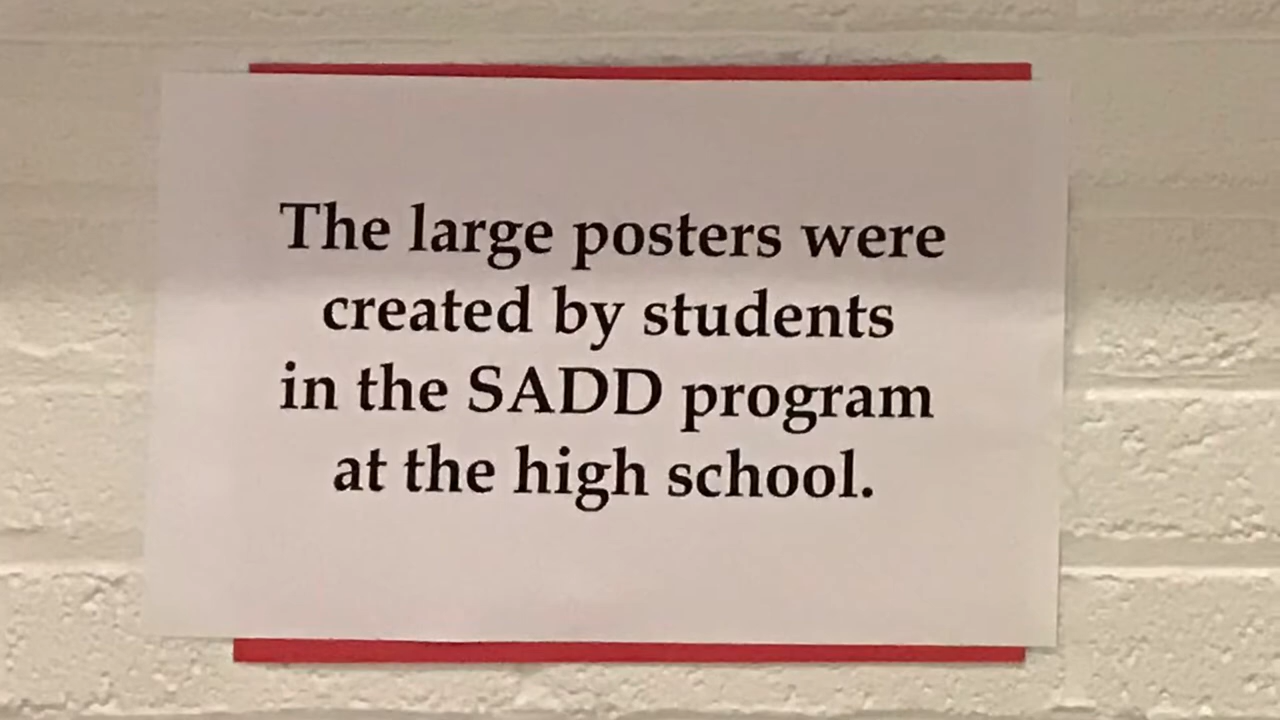 The large posters were
created by students
in the SADD program
at the high school.